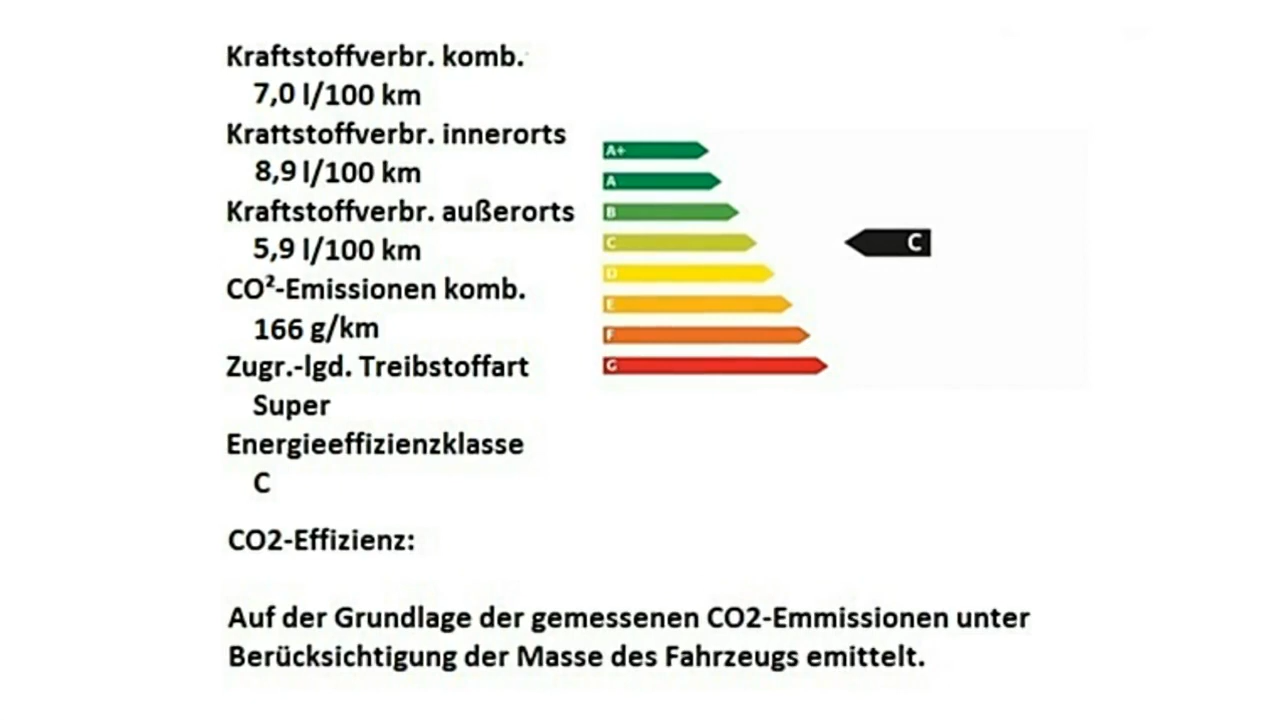 Kraftstoffverbr. komb.
7,0 l/100 km
Krattstoffverbr. innerorts
8,9 l/100 km
Kraftstoffverbr. außerorts
5,9 l/100 km
CO²-Emissionen komb.
166 g/km
Zugr.-lgd. Treibstoffart
Super
Energieeffizienzklasse
C
A+
A
B
C
D
E
F
G
C
CO2-Effizienz:
Auf der Grundlage der gemessenen CO2-Emmissionen unter
Berücksichtigung der Masse des Fahrzeugs emittelt.